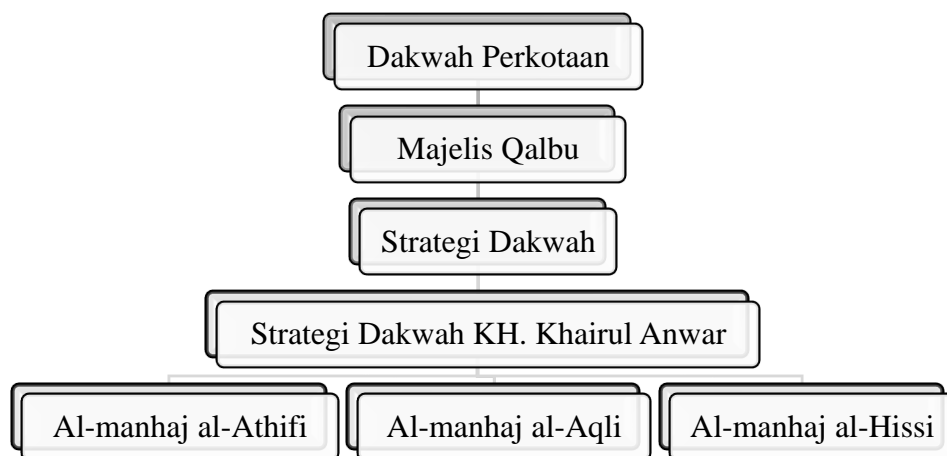 Dakwah Perkotaan
Majelis Qalbu
Strategi Dakwah
Strategi Dakwah KH. Khairul Anwar
Al-manhaj al-Athifi
Al-manhaj al-Aqli
Al-manhaj al-Hissi